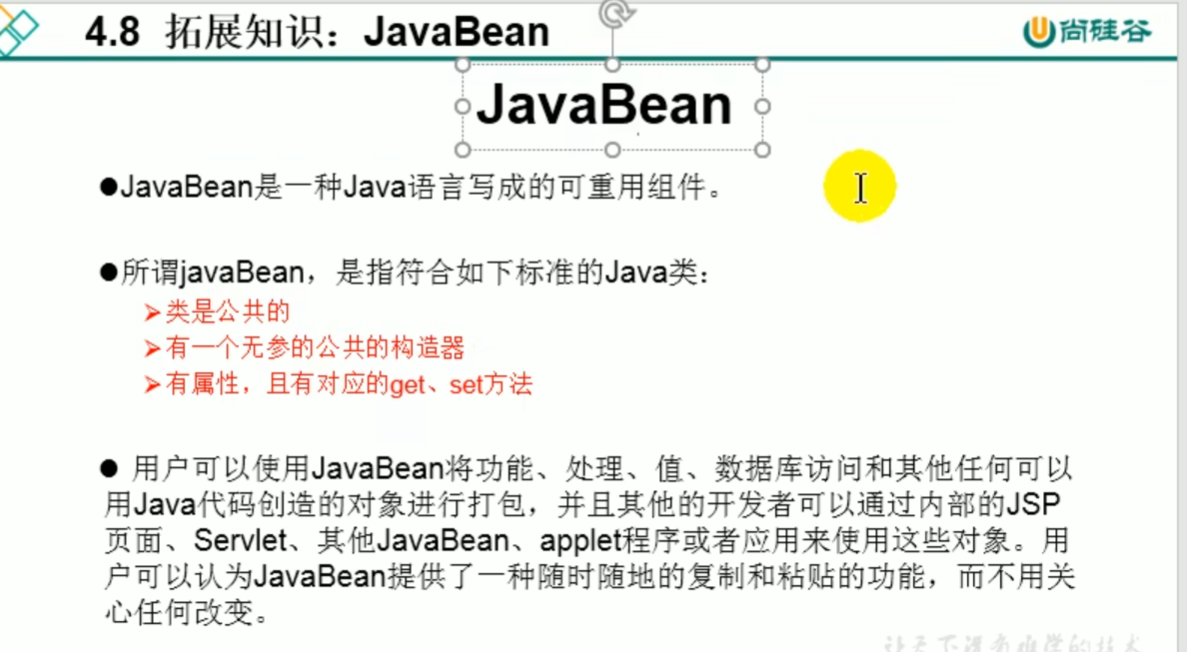 4.8 拓展知识：JavaBean
尚硅谷
JavaBean
●JavaBean是一种Java语言写成的可重用组件。
●所谓javaBean，是指符合如下标准的Java类：
➢类是公共的
➢有一个无参的公共的构造器
➢有属性，且有对应的get、set方法
● 用户可以使用JavaBean将功能、处理、值、数据库访问和其他任何可以
用Java代码创造的对象进行打包，并且其他的开发者可以通过内部的JSP
页面、Servlet、其他JavaBean、applet程序或者应用来使用这些对象。用
户可以认为JavaBean提供了一种随时随地的复制和粘贴的功能，而不用关
心任何改变。